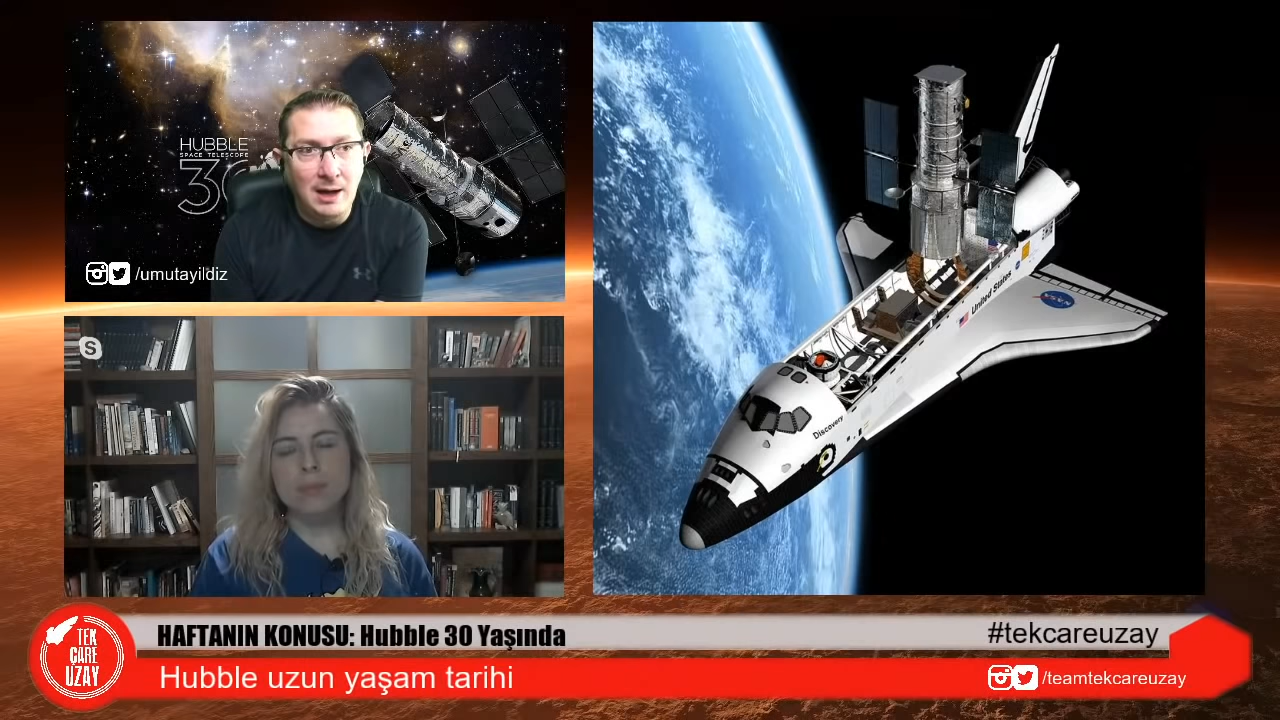 HUBBLE
SPACE TELESCOPE
30
/umutayildiz
S
United States
NASA
Discovery
TEK
ÇARE
UZAY
HAFTANIN KONUSU: Hubble 30 Yaşında
#tekcareuzay
Hubble uzun yaşam tarihi
/teamtekcareuzay